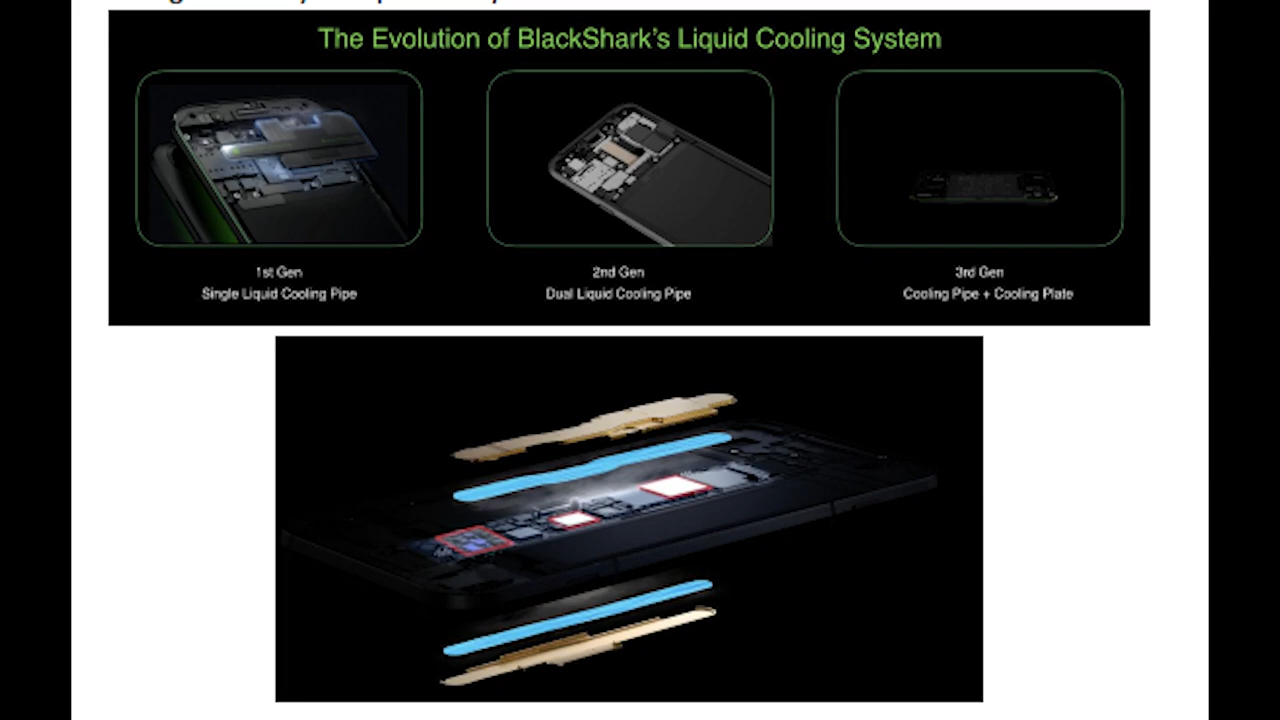 The Evolution of BlackShark's Liquid Cooling System
1st Gen
Single Liquid Cooling Pipe
2nd Gen
Dual Liquid Cooling Pipe
3rd Gen
Cooling Pipe + Cooling Plate